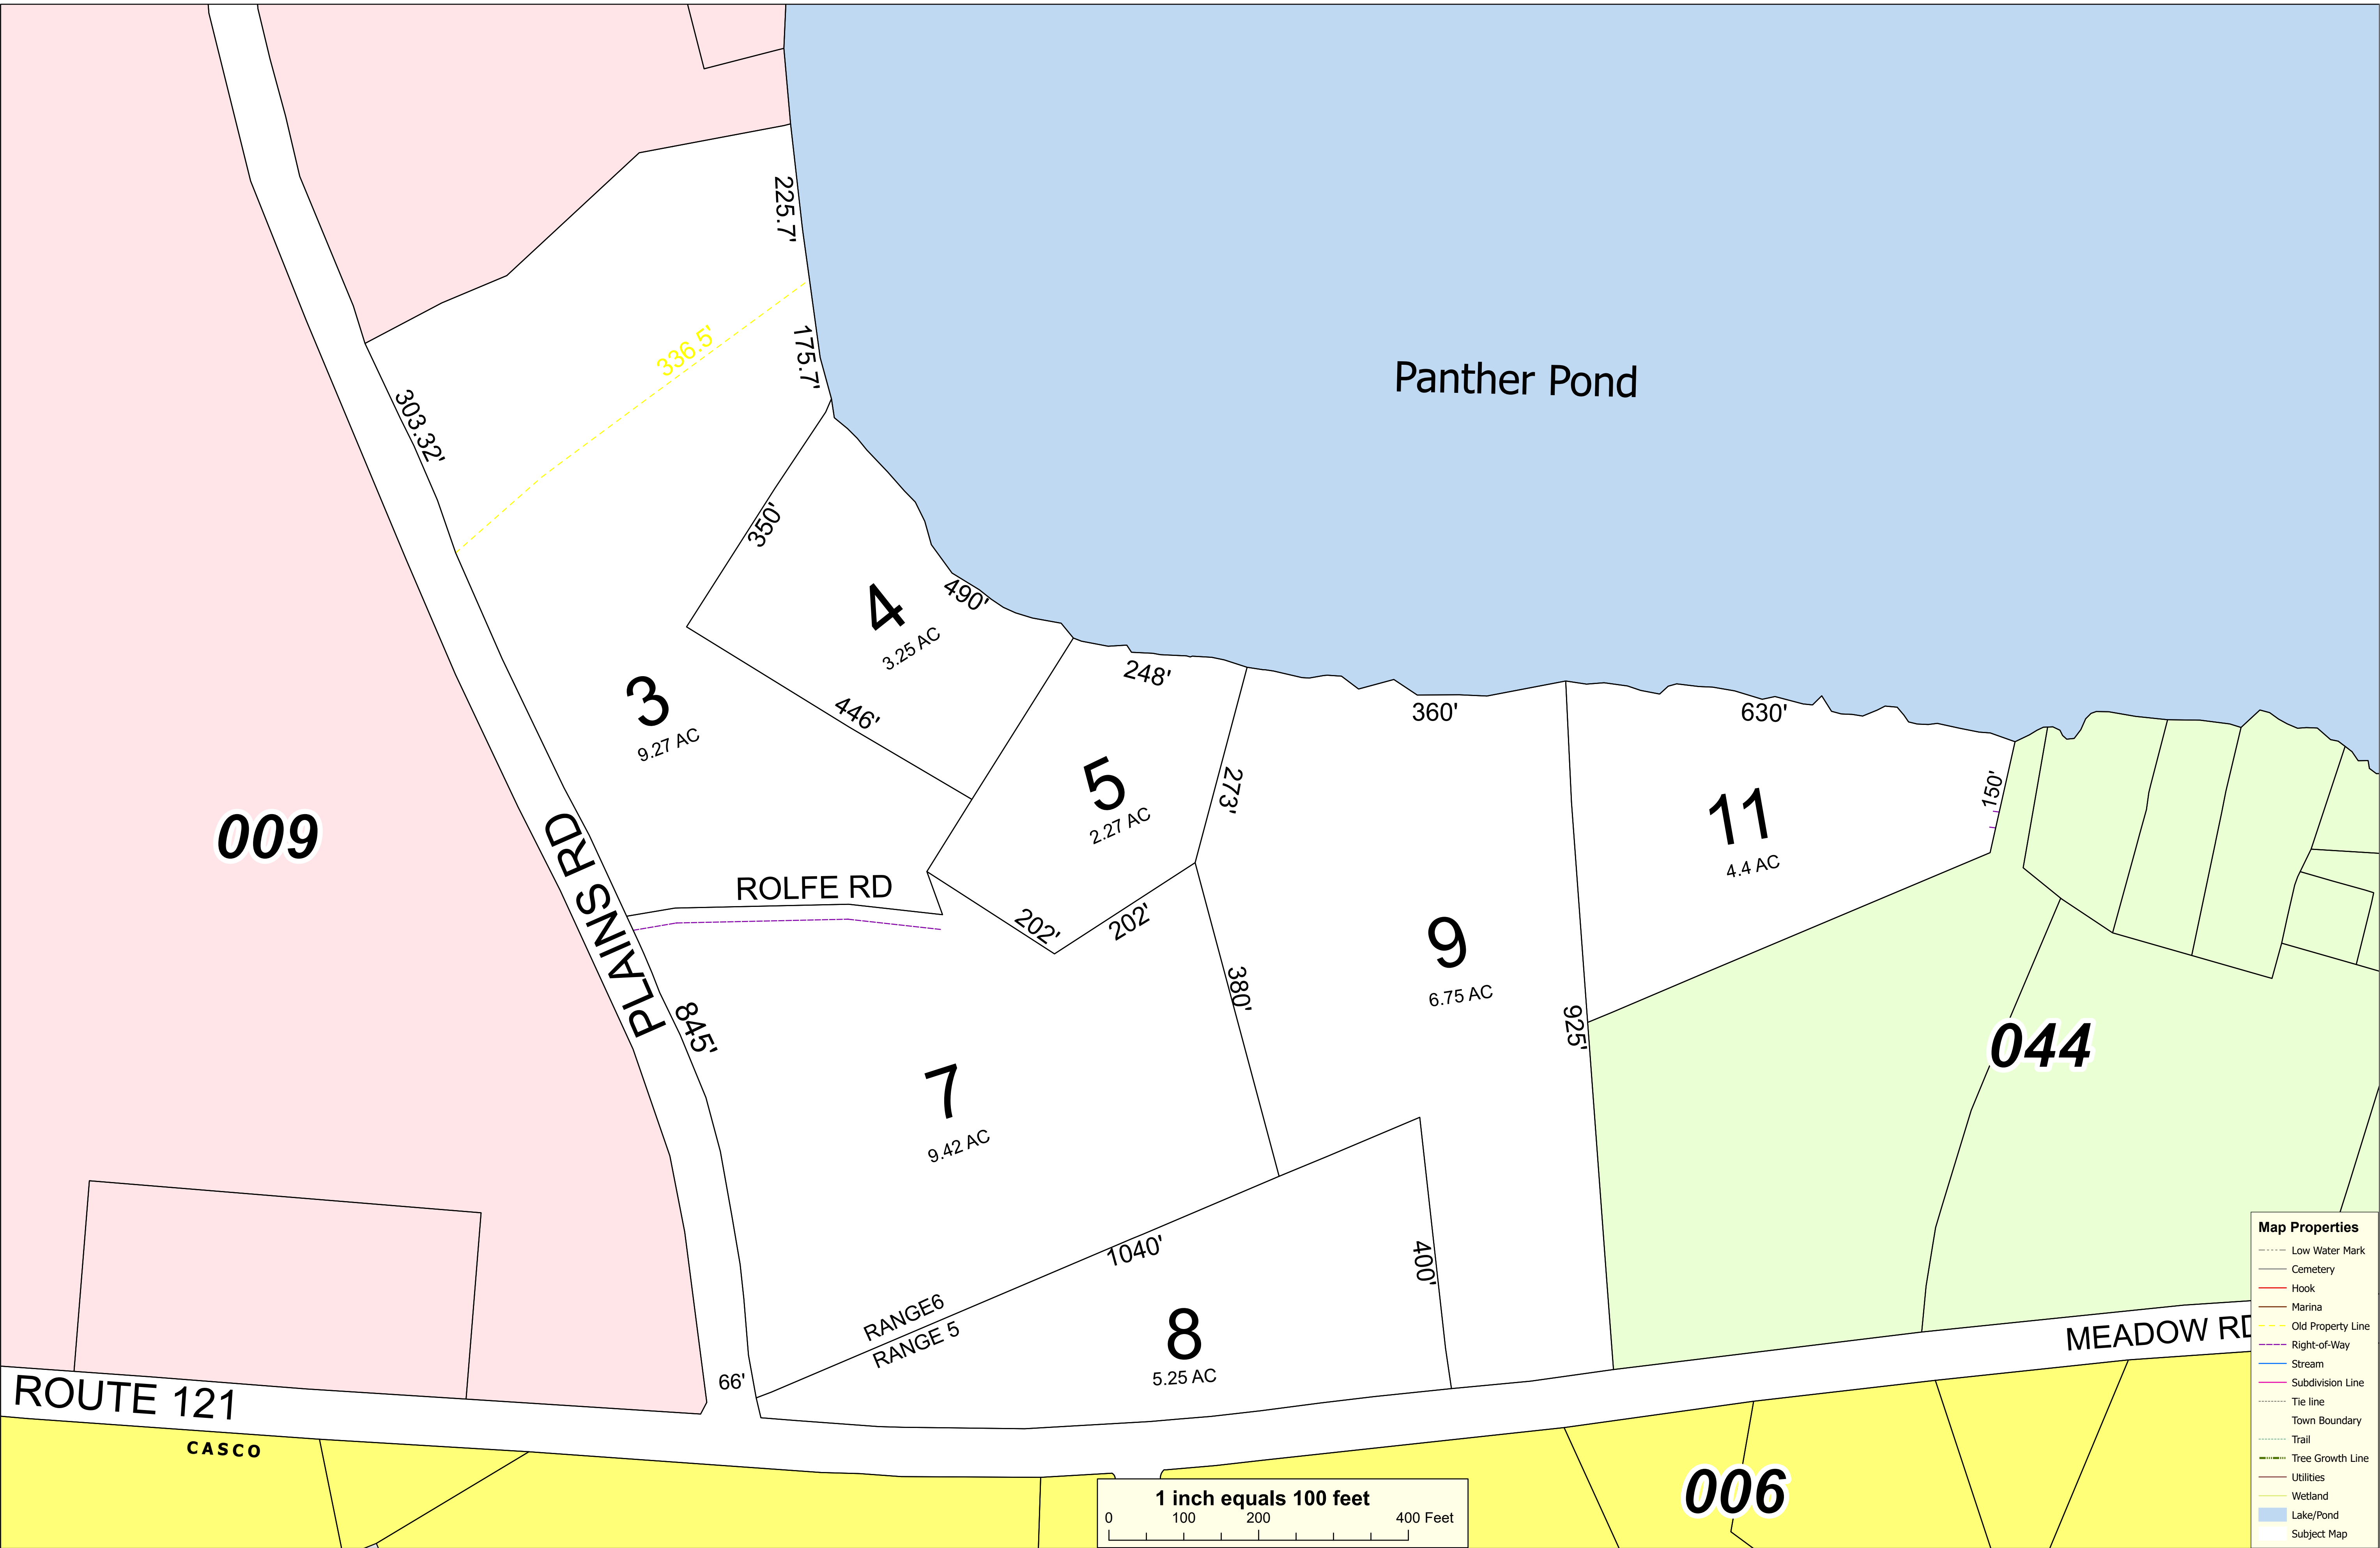 225.7'
175.7'
336.5'
Panther Pond
303.32'
350'
4
3.25 AC
490'
3
9.27 AC
446'
248'
5
2.27 AC
273'
360'
630'
11
4.4 AC
150'
009
PLAINS RD
ROLFE RD
202'
202'
9
6.75 AC
380'
925'
845'
044
7
9.42 AC
1040'
400'
RANGE6
RANGE 5
8
5.25 AC
66'
MEADOW RD
ROUTE 121
CASCO
006
1 inch equals 100 feet
0 100 200 400 Feet
Map Properties
Low Water Mark
Cemetery
Hook
Marina
Old Property Line
Right-of-Way
Stream
Subdivision Line
Tie line
Town Boundary
Trail
Tree Growth Line
Utilities
Wetland
Lake/Pond
Subject Map